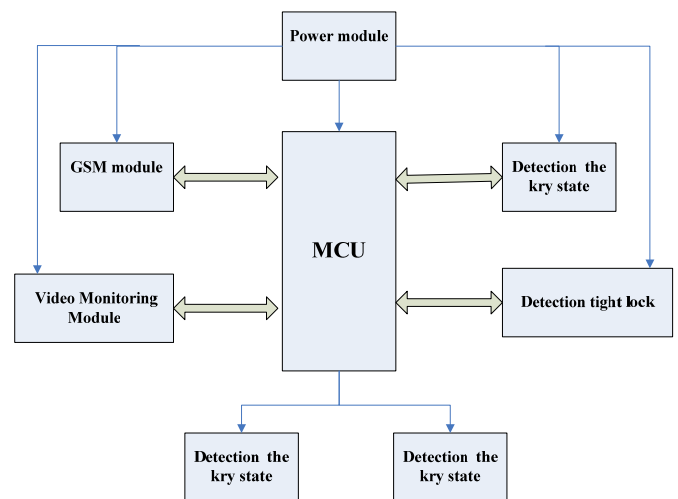 Power module
GSM module
Detection the
kry state
MCU
Video Monitoring
Module
Detection tight lock
Detection the
kry state
Detection the
kry state